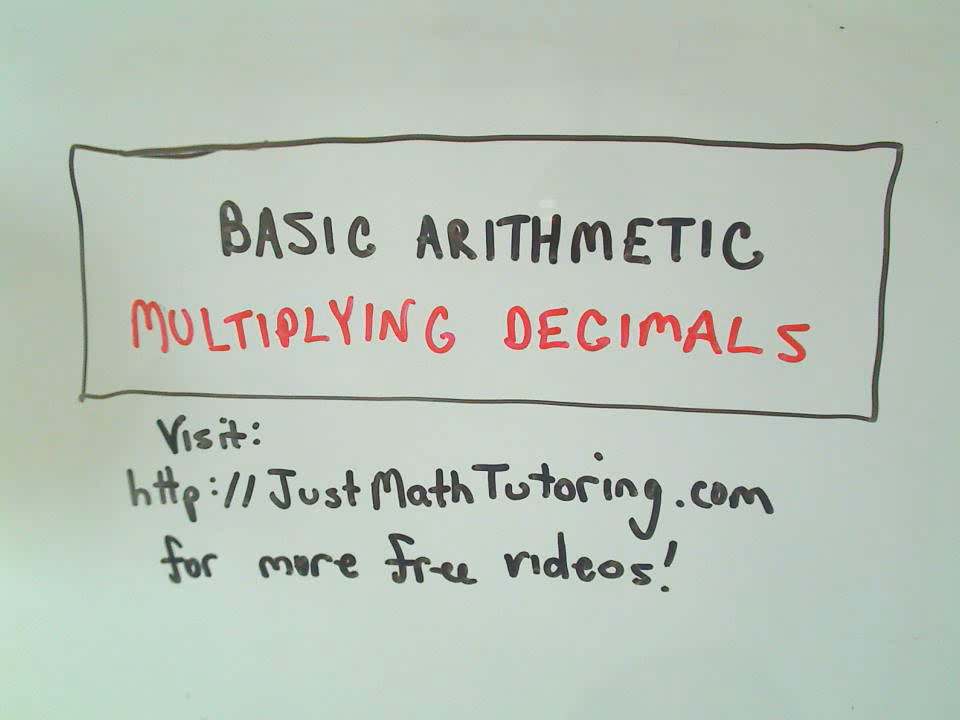 BASIC ARITHMETIC
MULTIPLYING DECIMALS
Visit:
http://JustMathTutoring.com
for more free videos!